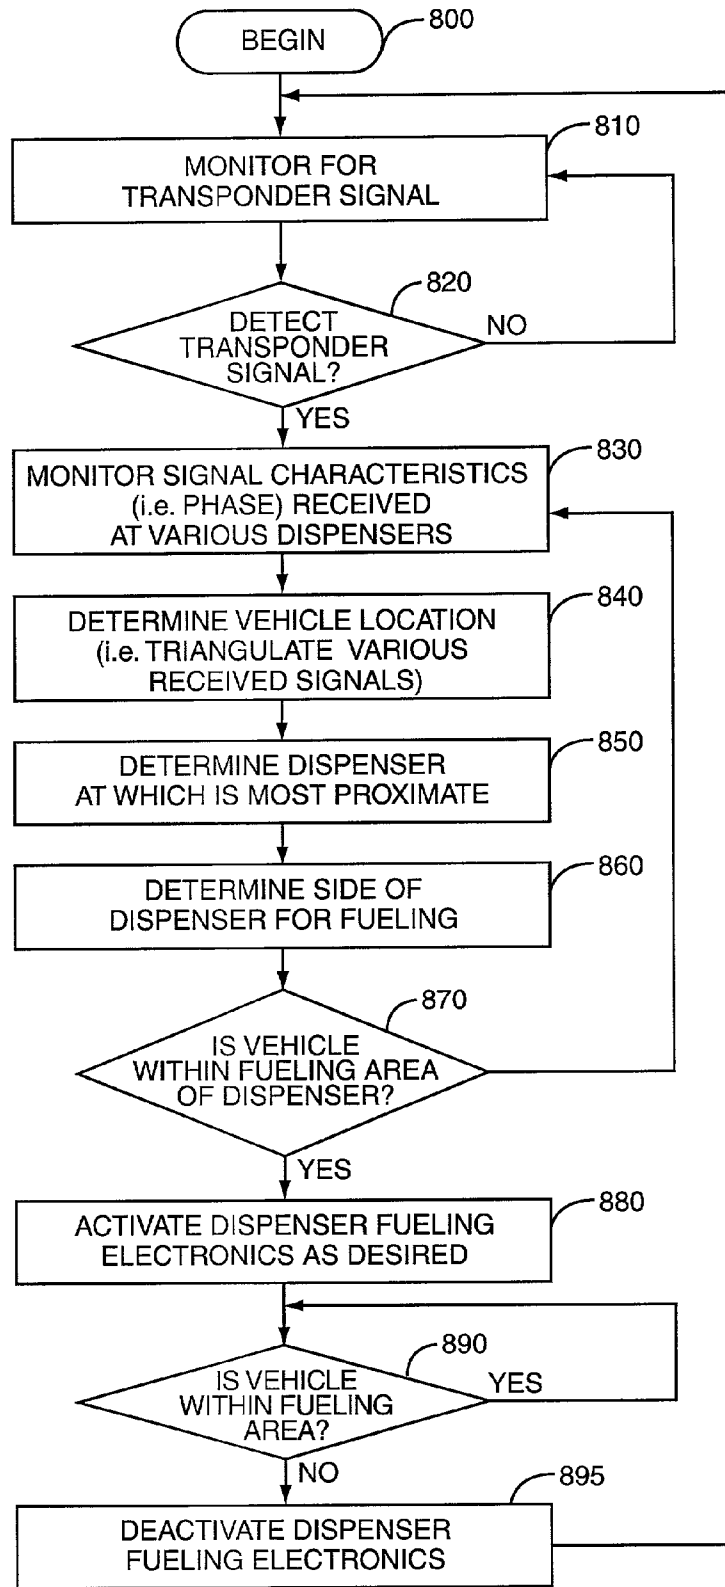 BEGIN
800
810
MONITOR FOR
TRANSPONDER SIGNAL
820
DETECT
TRANSPONDER
SIGNAL?
NO
YES
830
MONITOR SIGNAL CHARACTERISTICS
(i.e. PHASE) RECEIVED
AT VARIOUS DISPENSERS
840
DETERMINE VEHICLE LOCATION
(i.e. TRIANGULATE VARIOUS
RECEIVED SIGNALS)
850
DETERMINE DISPENSER
AT WHICH IS MOST PROXIMATE
860
DETERMINE SIDE OF
DISPENSER FOR FUELING
870
IS VEHICLE
WITHIN FUELING AREA
OF DISPENSER?
YES
880
ACTIVATE DISPENSER FUELING
ELECTRONICS AS DESIRED
890
IS VEHICLE
WITHIN FUELING
AREA?
YES
NO
895
DEACTIVATE DISPENSER
FUELING ELECTRONICS